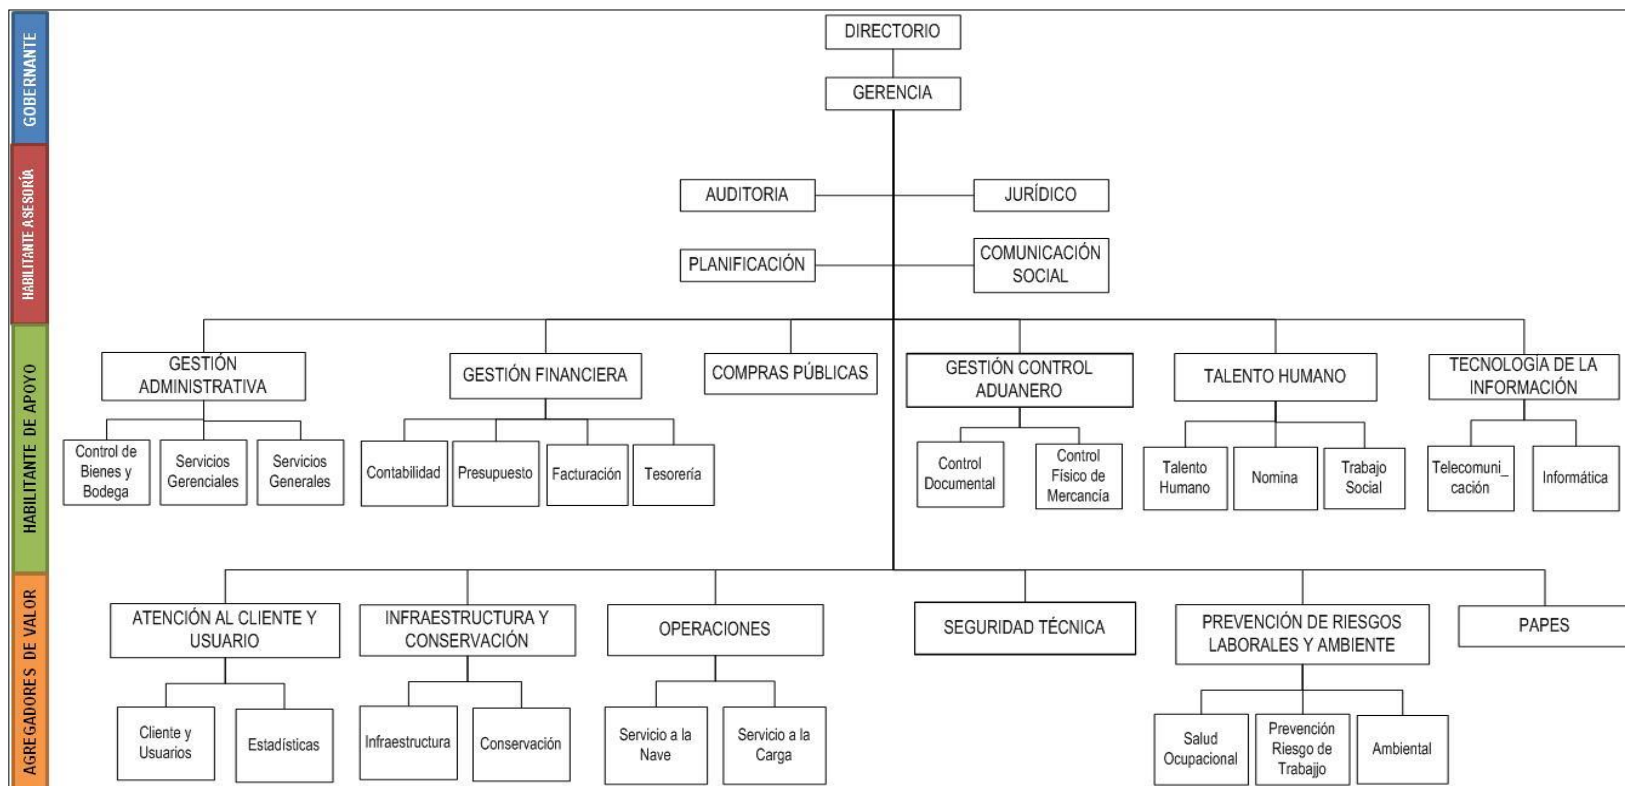 GOBERNANTE
DIRECTORIO
GERENCIA
HABILITANTE ASESORÍA
AUDITORIA
JURÍDICO
PLANIFICACIÓN
COMUNICACIÓN
SOCIAL
HABILITANTE DE APOYO
GESTIÓN
ADMINISTRATIVA
GESTIÓN FINANCIERA
COMPRAS PÚBLICAS
GESTIÓN CONTROL
ADUANERO
TALENTO HUMANO
TECNOLOGÍA DE LA
INFORMACIÓN
Control de
Bienes y
Bodega
Servicios
Gerenciales
Servicios
Generales
Contabilidad
Presupuesto
Facturación
Tesorería
Control
Documental
Control
Físico de
Mercancía
Talento
Humano
Nomina
Trabajo
Social
Telecomuni_
cación
Informática
AGREGADORES DE VALOR
ATENCIÓN AL CLIENTE Y
USUARIO
INFRAESTRUCTURA Y
CONSERVACIÓN
OPERACIONES
SEGURIDAD TÉCNICA
PREVENCIÓN DE RIESGOS
LABORALES Y AMBIENTE
PAPES
Cliente y
Usuarios
Estadísticas
Infraestructura
Conservación
Servicio a la
Nave
Servicio a la
Carga
Salud
Ocupacional
Prevención
Riesgo de
Trabajjo
Ambiental